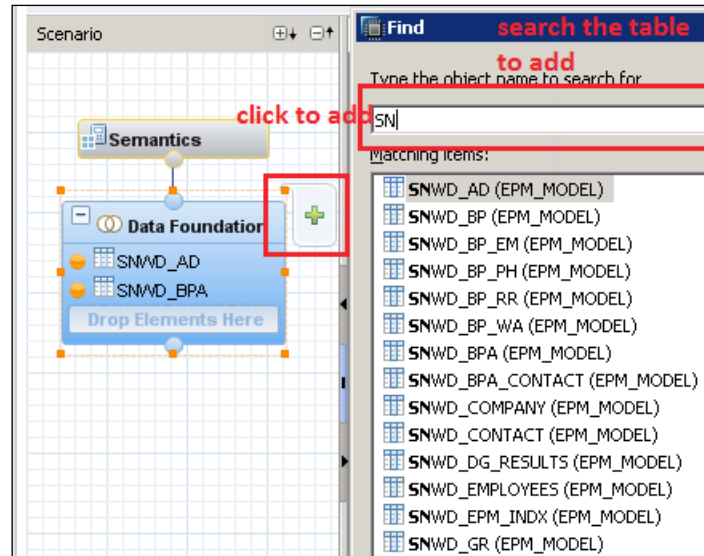 Scenario
Semantics
Data Foundation
SNWD_AD
SNWD_BPA
Drop Elements Here
click to add
Find
search the table
to add
Type the object name to search for
SN
Matching items:
SNWD_AD (EPM_MODEL)
SNWD_BP (EPM_MODEL)
SNWD_BP_EM (EPM_MODEL)
SNWD_BP_PH (EPM_MODEL)
SNWD_BP_RR (EPM_MODEL)
SNWD_BP_WA (EPM_MODEL)
SNWD_BPA (EPM_MODEL)
SNWD_BPA_CONTACT (EPM_MODEL)
SNWD_COMPANY (EPM_MODEL)
SNWD_CONTACT (EPM_MODEL)
SNWD_DG_RESULTS (EPM_MODEL)
SNWD_EMPLOYEES (EPM_MODEL)
SNWD_EPM_INDX (EPM_MODEL)
SNWD_GR (EPM_MODEL)